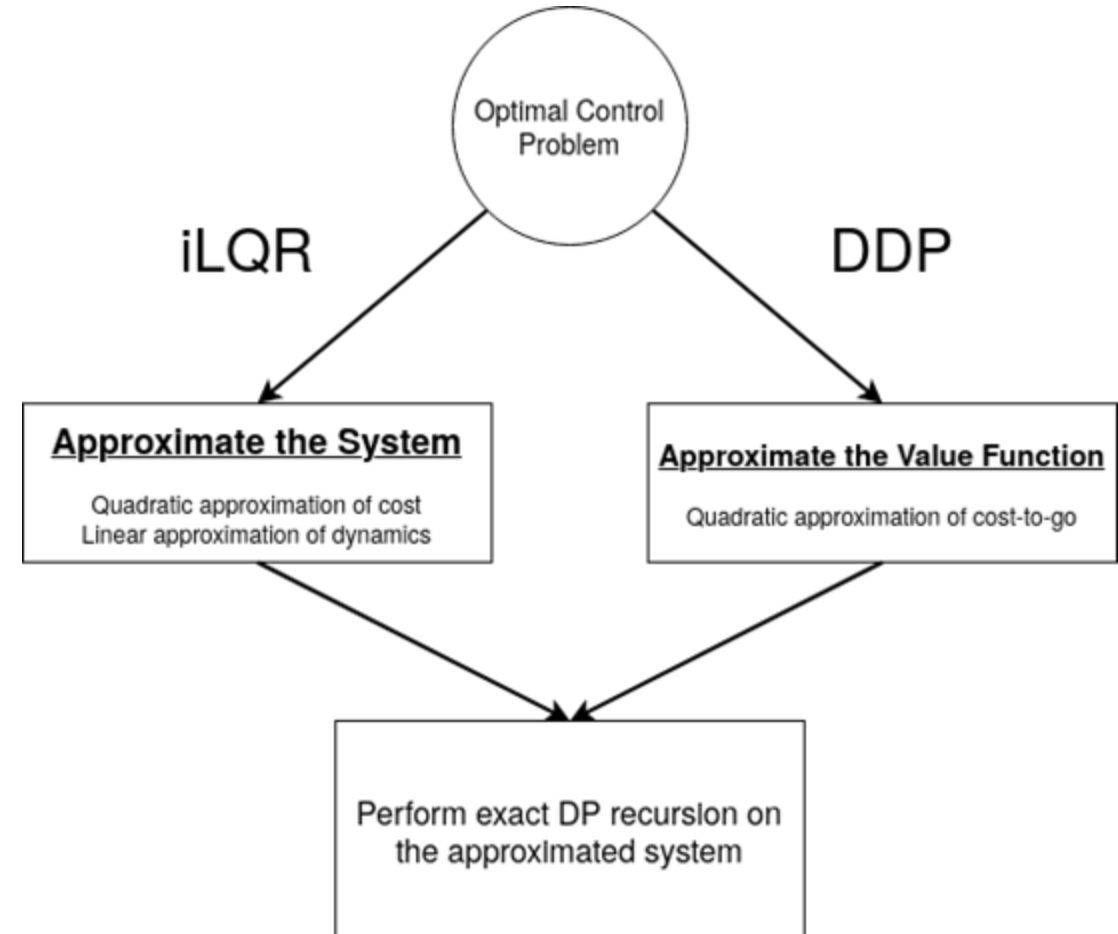 Optimal Control
Problem
iLQR
DDP
Approximate the System
Quadratic approximation of cost
Linear approximation of dynamics
Approximate the Value Function
Quadratic approximation of cost-to-go
Perform exact DP recursion on
the approximated system